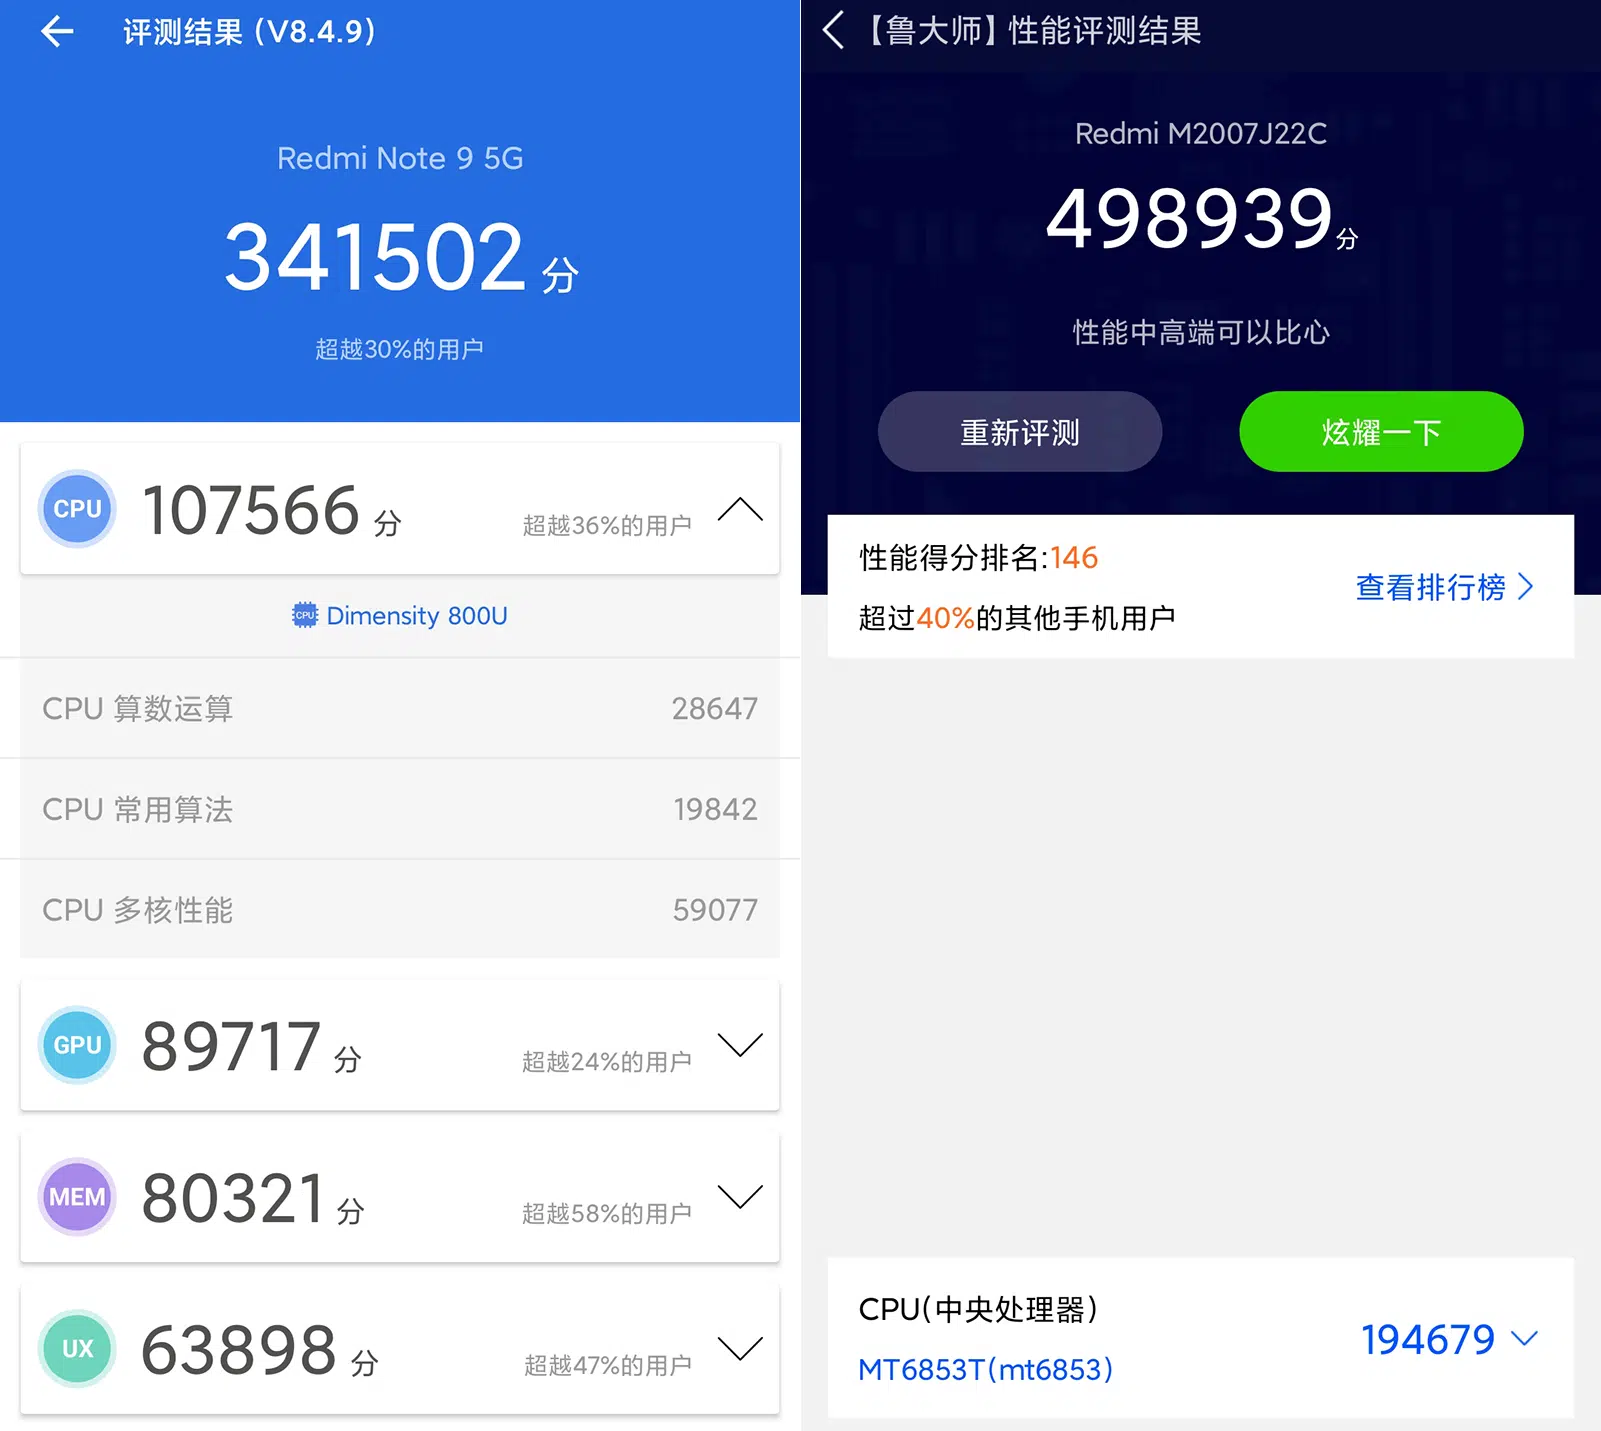 评测结果 (V8.4.9)
Redmi Note 9 5G
341502 分
超越30%的用户
CPU 107566 分 超越36%的用户
CPU Dimensity 800U
CPU 算数运算 28647
CPU 常用算法 19842
CPU 多核性能 59077
GPU 89717 分 超越24%的用户
MEM 80321 分 超越58%的用户
UX 63898 分 超越47%的用户
【鲁大师】性能评测结果
Redmi M2007J22C
498939分
性能中高端可以比心
重新评测 炫耀一下
性能得分排名:146
超过40%的其他手机用户
查看排行榜
CPU(中央处理器)
MT6853T(mt6853)
194679